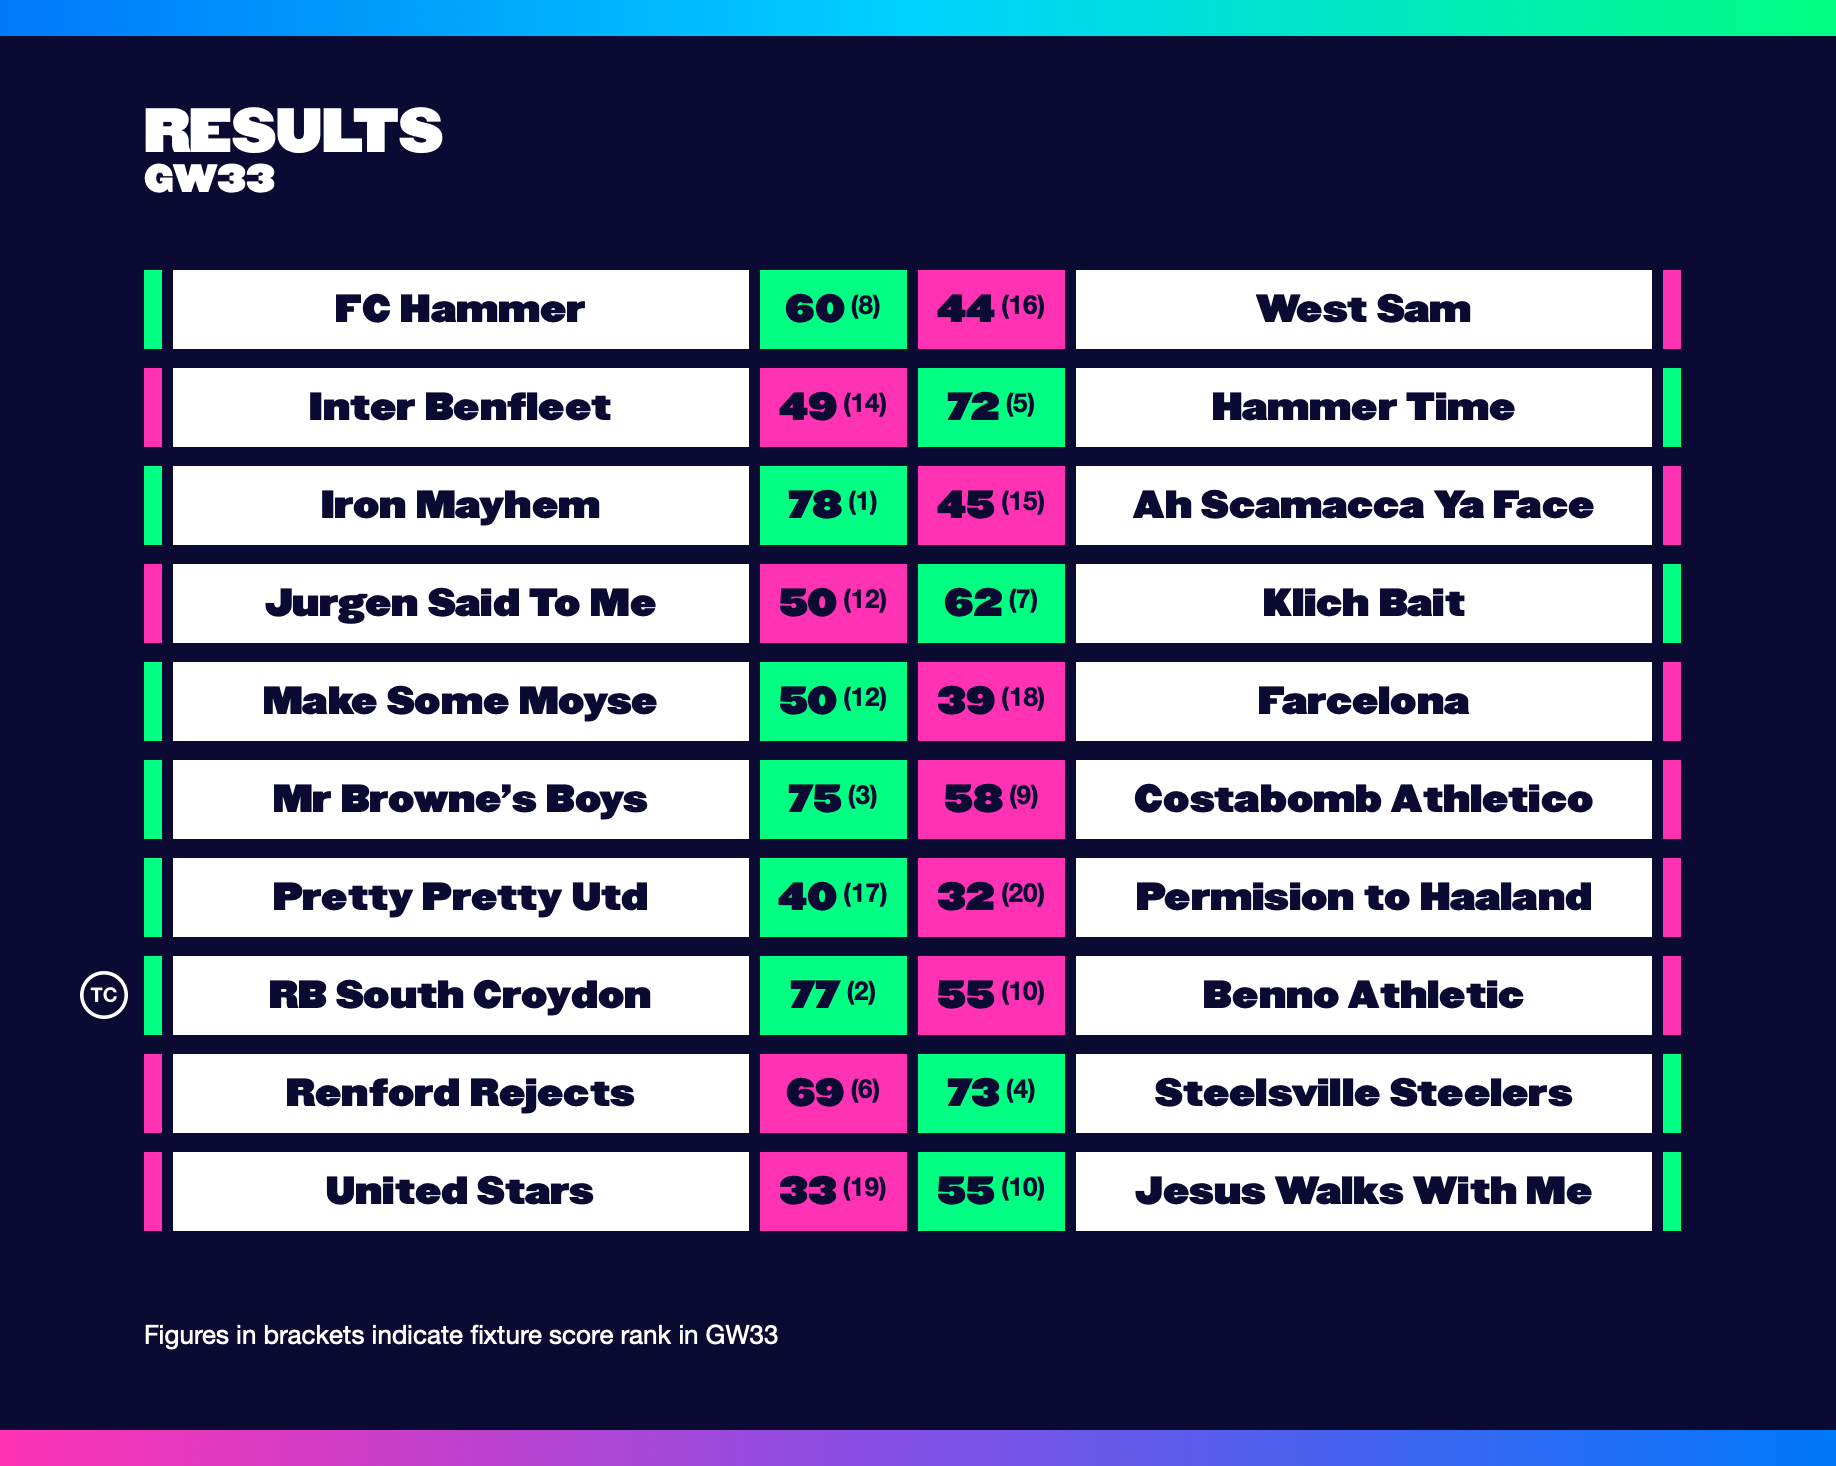 RESULTS
GW33
FC Hammer 60 (8) 44 (16) West Sam
Inter Benfleet 49 (14) 72 (5) Hammer Time
Iron Mayhem 78 (1) 45 (15) Ah Scamacca Ya Face
Jurgen Said To Me 50 (12) 62 (7) Klich Bait
Make Some Moyse 50 (12) 39 (18) Farcelona
Mr Browne’s Boys 75 (3) 58 (9) Costabomb Athletico
Pretty Pretty Utd 40 (17) 32 (20) Permision to Haaland
TC RB South Croydon 77 (2) 55 (10) Benno Athletic
Renford Rejects 69 (6) 73 (4) Steelsville Steelers
United Stars 33 (19) 55 (10) Jesus Walks With Me
Figures in brackets indicate fixture score rank in GW33